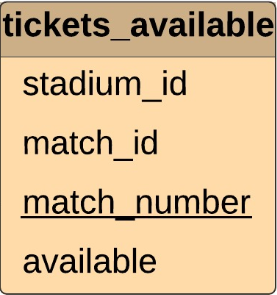 tickets_available
stadium_id
match_id
match_number
available